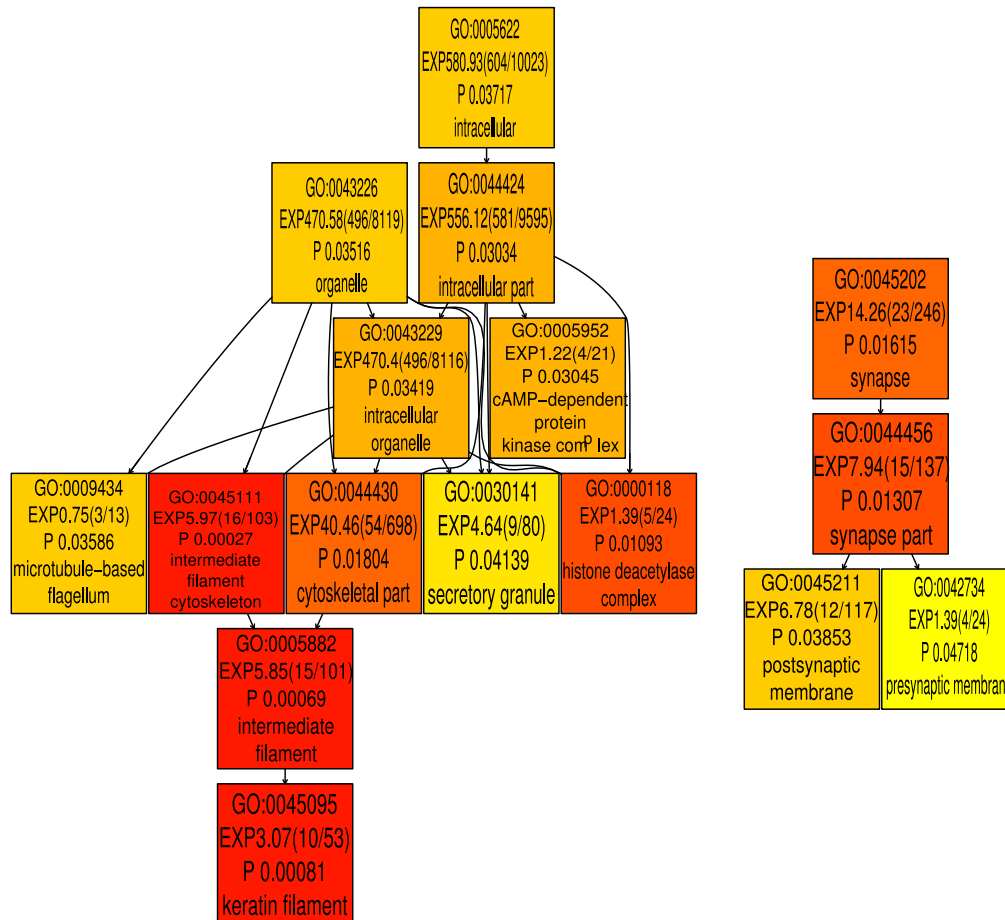 GO:0005622
EXP580.93(604/10023)
P 0.03717
intracellular
GO:0043226
EXP470.58(496/8119)
P 0.03516
organelle
GO:0044424
EXP556.12(581/9595)
P 0.03034
intracellular part
GO:0045202
EXP14.26(23/246)
P 0.01615
synapse
GO:0043229
EXP470.4(496/8116)
P 0.03419
intracellular
organelle
GO:0005952
EXP1.22(4/21)
P 0.03045
cAMP−dependent
protein
kinase complex
GO:0044456
EXP7.94(15/137)
P 0.01307
synapse part
GO:0009434
EXP0.75(3/13)
P 0.03586
microtubule−based
flagellum
GO:0045111
EXP5.97(16/103)
P 0.00027
intermediate
filament
cytoskeleton
GO:0044430
EXP40.46(54/698)
P 0.01804
cytoskeletal part
GO:0030141
EXP4.64(9/80)
P 0.04139
secretory granule
GO:0000118
EXP1.39(5/24)
P 0.01093
histone deacetylase
complex
GO:0045211
EXP6.78(12/117)
P 0.03853
postsynaptic
membrane
GO:0042734
EXP1.39(4/24)
P 0.04718
presynaptic membran
GO:0005882
EXP5.85(15/101)
P 0.00069
intermediate
filament
GO:0045095
EXP3.07(10/53)
P 0.00081
keratin filament